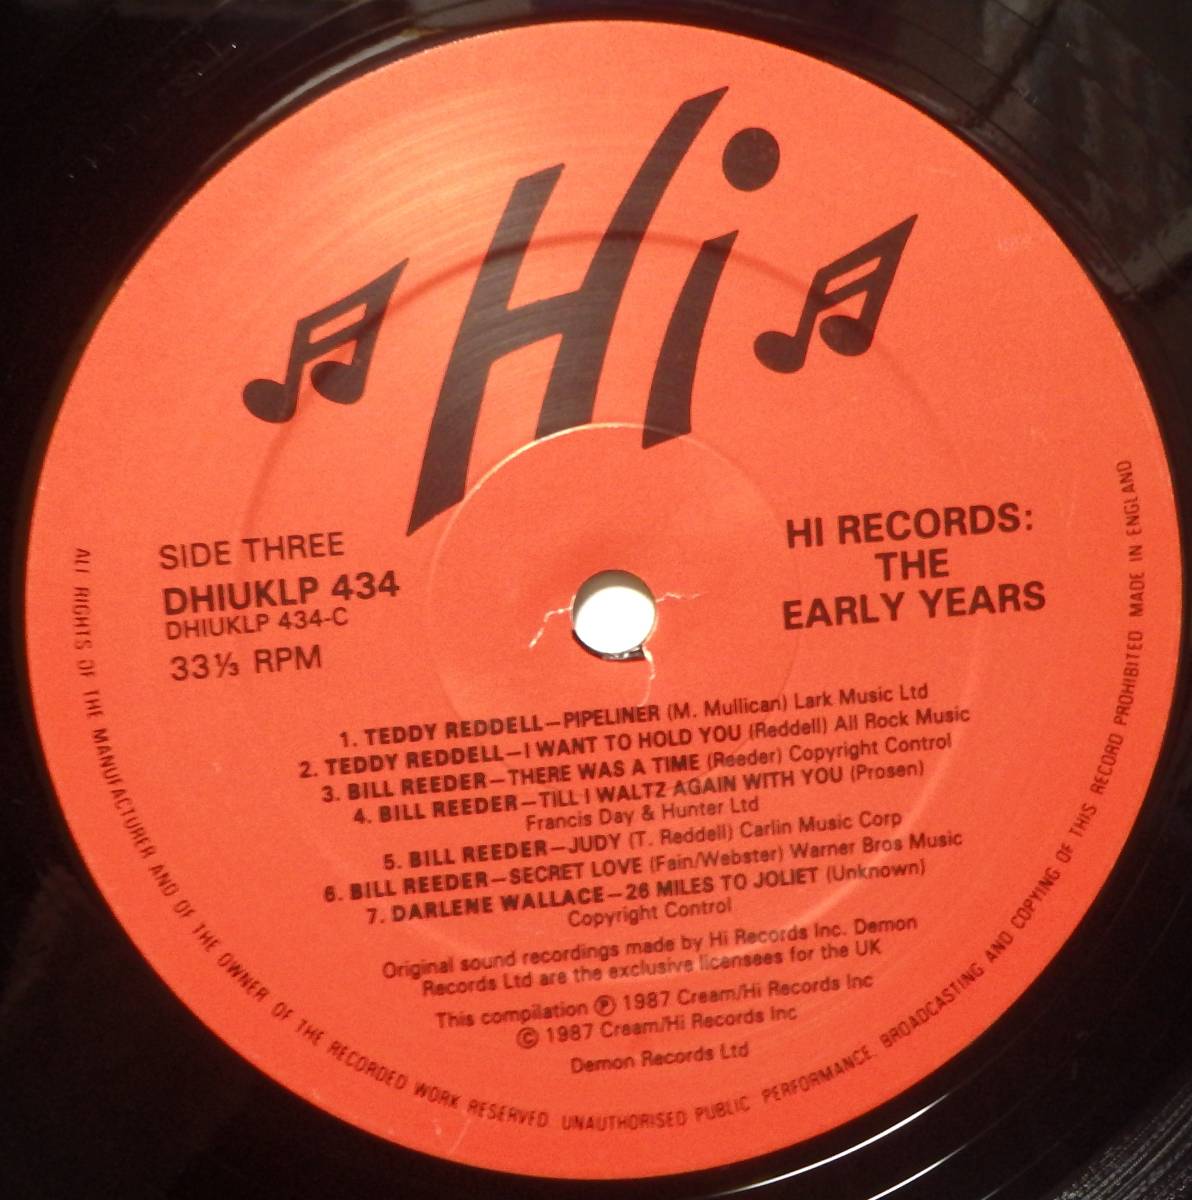 Hi
SIDE THREE
DHIUKLP 434
DHIUKLP 434-C
33⅓ RPM
HI RECORDS:
THE
EARLY YEARS
1. TEDDY REDDELL—PIPELINER (M. Mullican) Lark Music Ltd
2. TEDDY REDDELL—I WANT TO HOLD YOU (Reddell) All Rock Music
3. BILL REEDER—THERE WAS A TIME (Reeder) Copyright Control
4. BILL REEDER—TILL I WALTZ AGAIN WITH YOU (Prosen)
Francis Day & Hunter Ltd
5. BILL REEDER—JUDY (T. Reddell) Carlin Music Corp
6. BILL REEDER—SECRET LOVE (Fain/Webster) Warner Bros Music
7. DARLENE WALLACE—26 MILES TO JOLIET (Unknown)
Copyright Control
Original sound recordings made by Hi Records Inc. Demon
Records Ltd are the exclusive licensees for the UK
This compilation ℗ 1987 Cream/Hi Records Inc
© 1987 Cream/Hi Records Inc
Demon Records Ltd
ALL RIGHTS OF THE MANUFACTURER AND OF THE OWNER OF THE RECORDED WORK RESERVED. UNAUTHORISED PUBLIC PERFORMANCE, BROADCASTING AND COPYING OF THIS RECORD PROHIBITED MADE IN ENGLAND